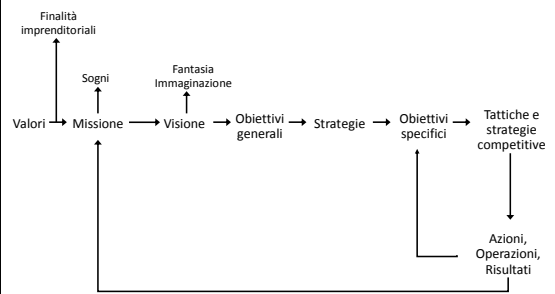 Finalità
imprenditoriali
Sogni
Fantasia
Immaginazione
Valori
Missione
Visione
Obiettivi
generali
Strategie
Obiettivi
specifici
Tattiche e
strategie
competitive
Azioni,
Operazioni,
Risultati